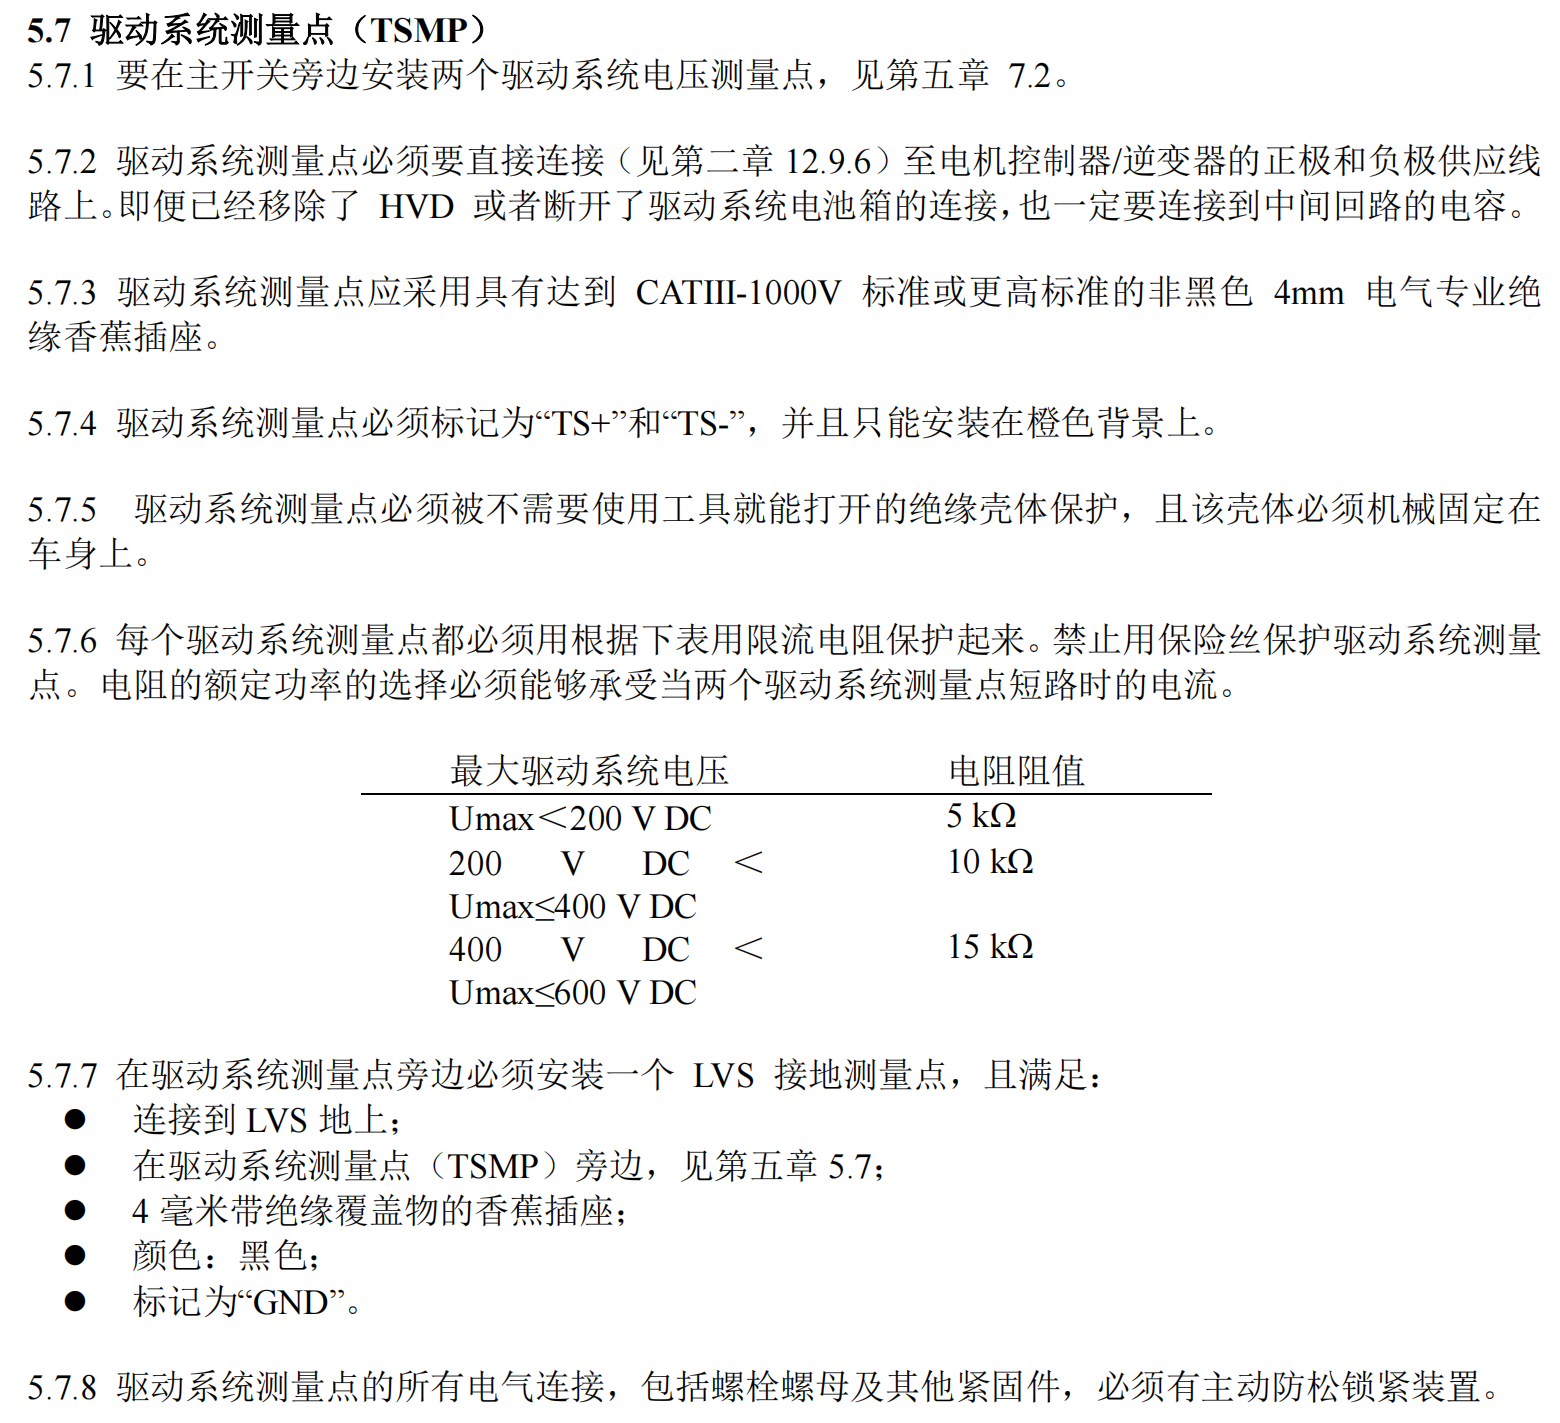 5.7 驱动系统测量点（TSMP）
5.7.1 要在主开关旁边安装两个驱动系统电压测量点，见第五章 7.2。
5.7.2 驱动系统测量点必须要直接连接（见第二章 12.9.6）至电机控制器/逆变器的正极和负极供应线
路上。即便已经移除了 HVD 或者断开了驱动系统电池箱的连接，也一定要连接到中间回路的电容。
5.7.3 驱动系统测量点应采用具有达到 CATIII-1000V 标准或更高标准的非黑色 4mm 电气专业绝
缘香蕉插座。
5.7.4 驱动系统测量点必须标记为“TS+”和“TS-”，并且只能安装在橙色背景上。
5.7.5 驱动系统测量点必须被不需要使用工具就能打开的绝缘壳体保护，且该壳体必须机械固定在
车身上。
5.7.6 每个驱动系统测量点都必须用根据下表用限流电阻保护起来。禁止用保险丝保护驱动系统测量
点。电阻的额定功率的选择必须能够承受当两个驱动系统测量点短路时的电流。
最大驱动系统电压 电阻阻值
Umax＜200 V DC 5 kΩ
200 V DC ＜ 10 kΩ
Umax≤400 V DC
400 V DC ＜ 15 kΩ
Umax≤600 V DC
5.7.7 在驱动系统测量点旁边必须安装一个 LVS 接地测量点，且满足：
● 连接到 LVS 地上；
● 在驱动系统测量点（TSMP）旁边，见第五章 5.7；
● 4 毫米带绝缘覆盖物的香蕉插座；
● 颜色：黑色；
● 标记为“GND”。
5.7.8 驱动系统测量点的所有电气连接，包括螺栓螺母及其他紧固件，必须有主动防松锁紧装置。